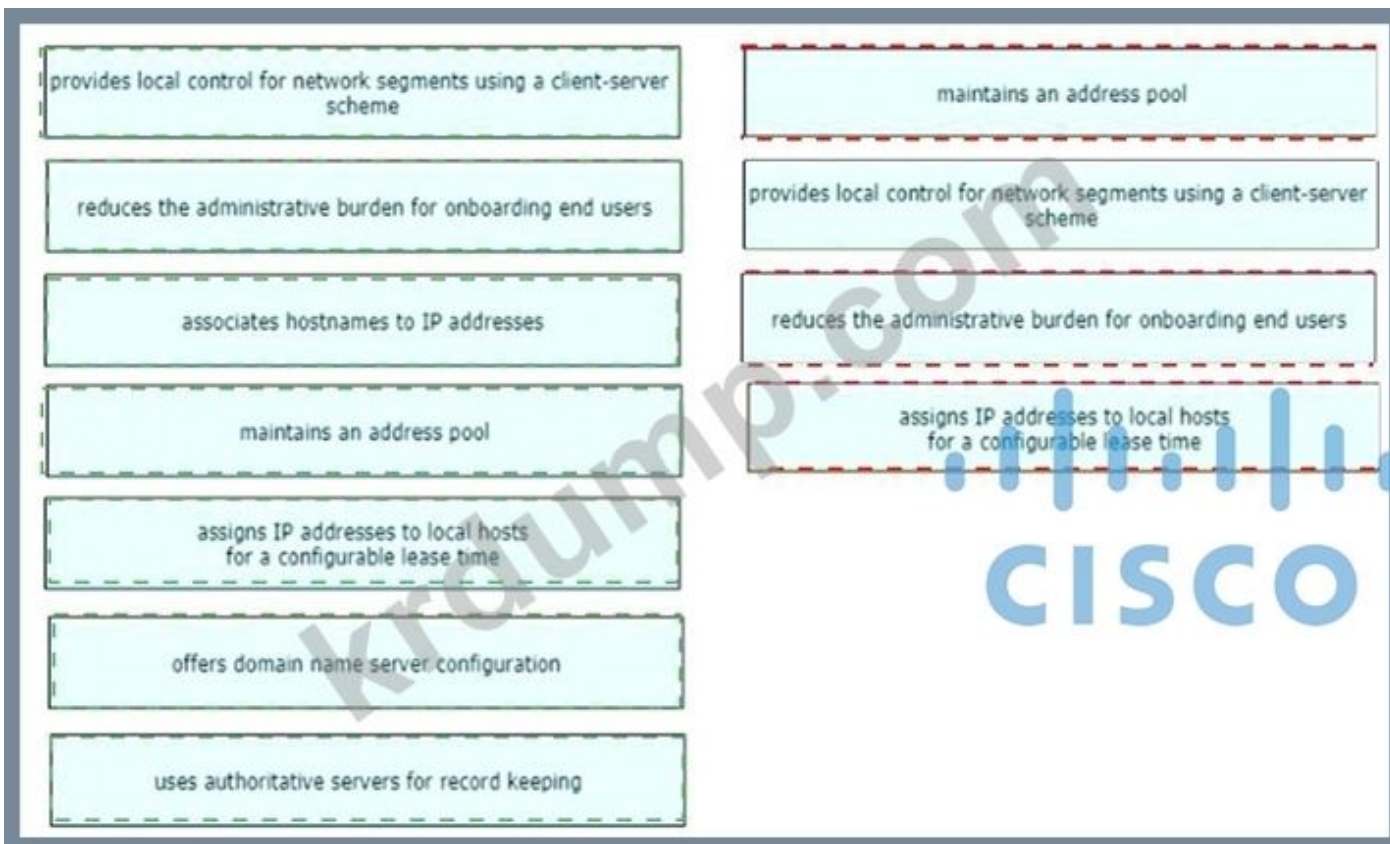 provides local control for network segments using a client-server
scheme
reduces the administrative burden for onboarding end users
associates hostnames to IP addresses
maintains an address pool
assigns IP addresses to local hosts
for a configurable lease time
offers domain name server configuration
uses authoritative servers for record keeping
maintains an address pool
provides local control for network segments using a client-server
scheme
reduces the administrative burden for onboarding end users
assigns IP addresses to local hosts
for a configurable lease time
CISCO
krdump.com